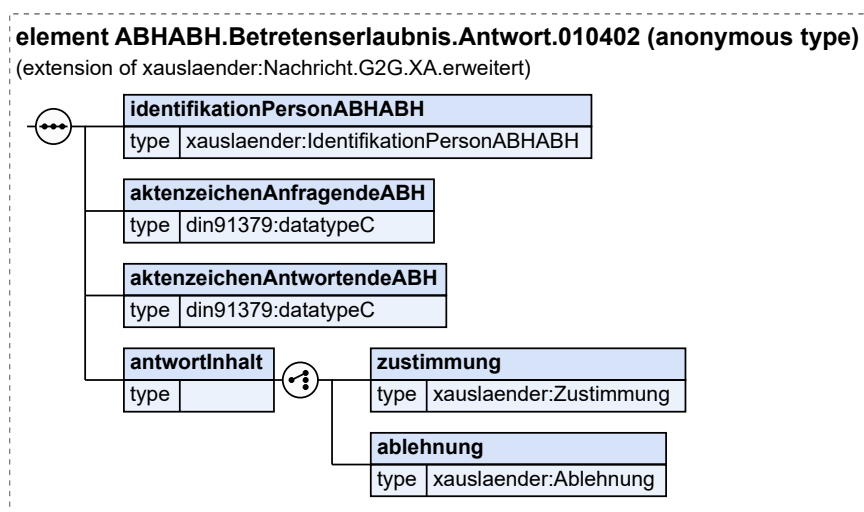 element ABHABH.Betretenserlaubnis.Antwort.010402 (anonymous type)
(extension of xauslaender:Nachricht.G2G.XA.erweitert)
identifikationPersonABHABH
type xauslaender:IdentifikationPersonABHABH
aktenzeichenAnfragendeABH
type din91379:datatypeC
aktenzeichenAntwortendeABH
type din91379:datatypeC
antwortInhalt
type
zustimmung
type xauslaender:Zustimmung
ablehnung
type xauslaender:Ablehnung